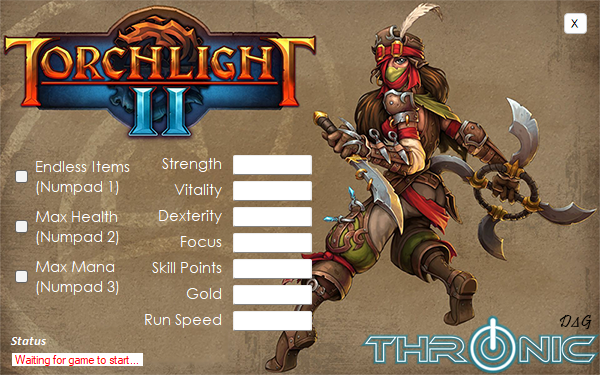 X
TORCHLIGHT
II
Endless Items
(Numpad 1)
Max Health
(Numpad 2)
Max Mana
(Numpad 3)
Strength
Vitality
Dexterity
Focus
Skill Points
Gold
Run Speed
Status
Waiting for game to start...
THRONIC